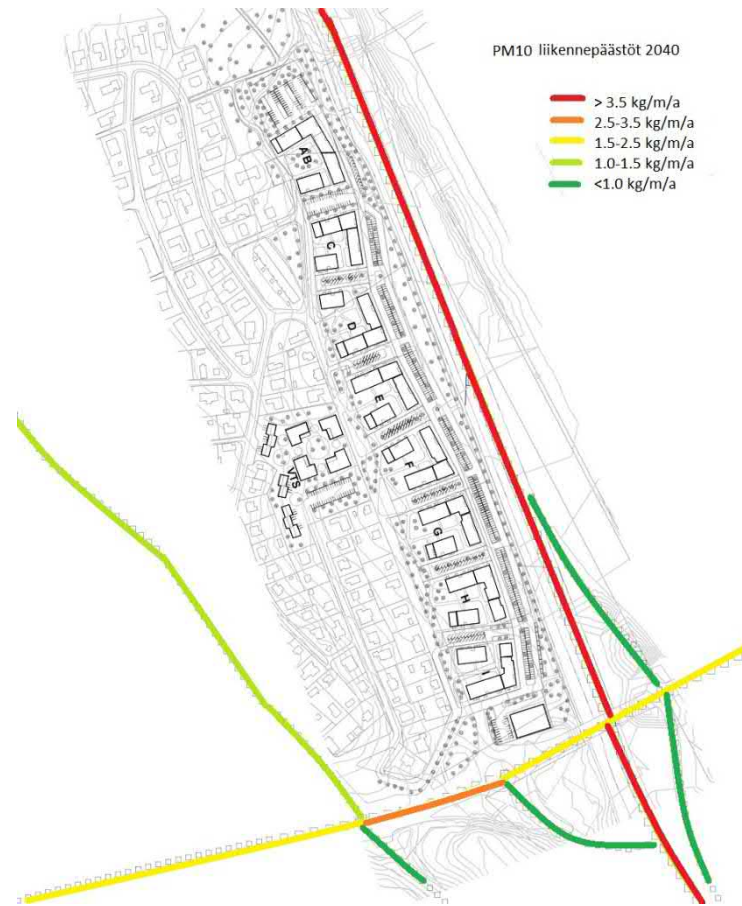 PM10 liikennepäästöt 2040
> 3.5 kg/m/a
2.5-3.5 kg/m/a
1.5-2.5 kg/m/a
1.0-1.5 kg/m/a
<1.0 kg/m/a
AB
C
D
E
VTS
F
G
H
I